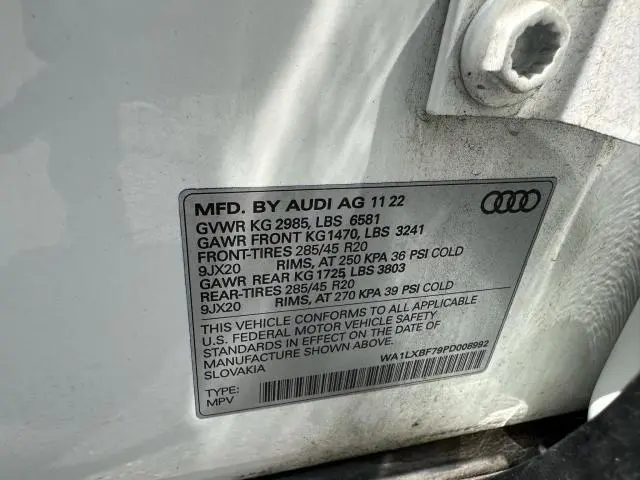 MFD. BY AUDI AG 11 22
GVWR KG 2985, LBS 6581
GAWR FRONT KG1470, LBS 3241
FRONT-TIRES 285/45 R20
9JX20 RIMS, AT 250 KPA 36 PSI COLD
GAWR REAR KG 1725, LBS 3803
REAR-TIRES 285/45 R20
9JX20 RIMS, AT 270 KPA 39 PSI COLD
THIS VEHICLE CONFORMS TO ALL APPLICABLE
U.S. FEDERAL MOTOR VEHICLE SAFETY
STANDARDS IN EFFECT ON THE DATE OF
MANUFACTURE SHOWN ABOVE.
SLOVAKIA WA1LXBF79PD006992
TYPE:
MPV